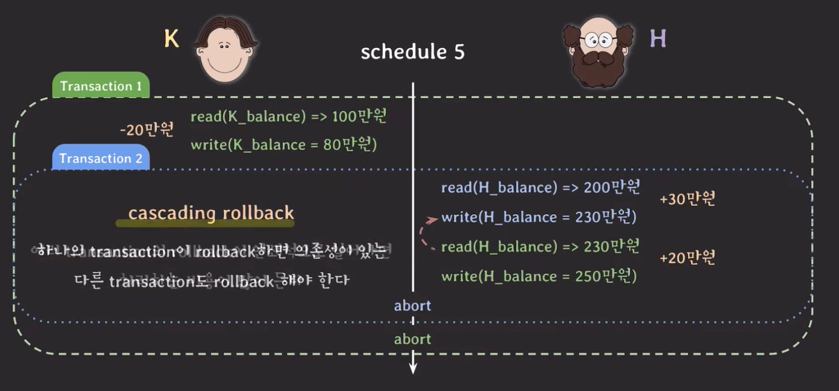 K
schedule 5
H
Transaction 1
-20만원
read(K_balance) => 100만원
write(K_balance = 80만원)
Transaction 2
read(H_balance) => 200만원
+30만원
write(H_balance = 230만원)
cascading rollback
read(H_balance) => 230만원
+20만원
write(H_balance = 250만원)
하나의 transaction이 rollback하면 의존성이 있는
다른 transaction도 rollback 해야 한다
abort
abort